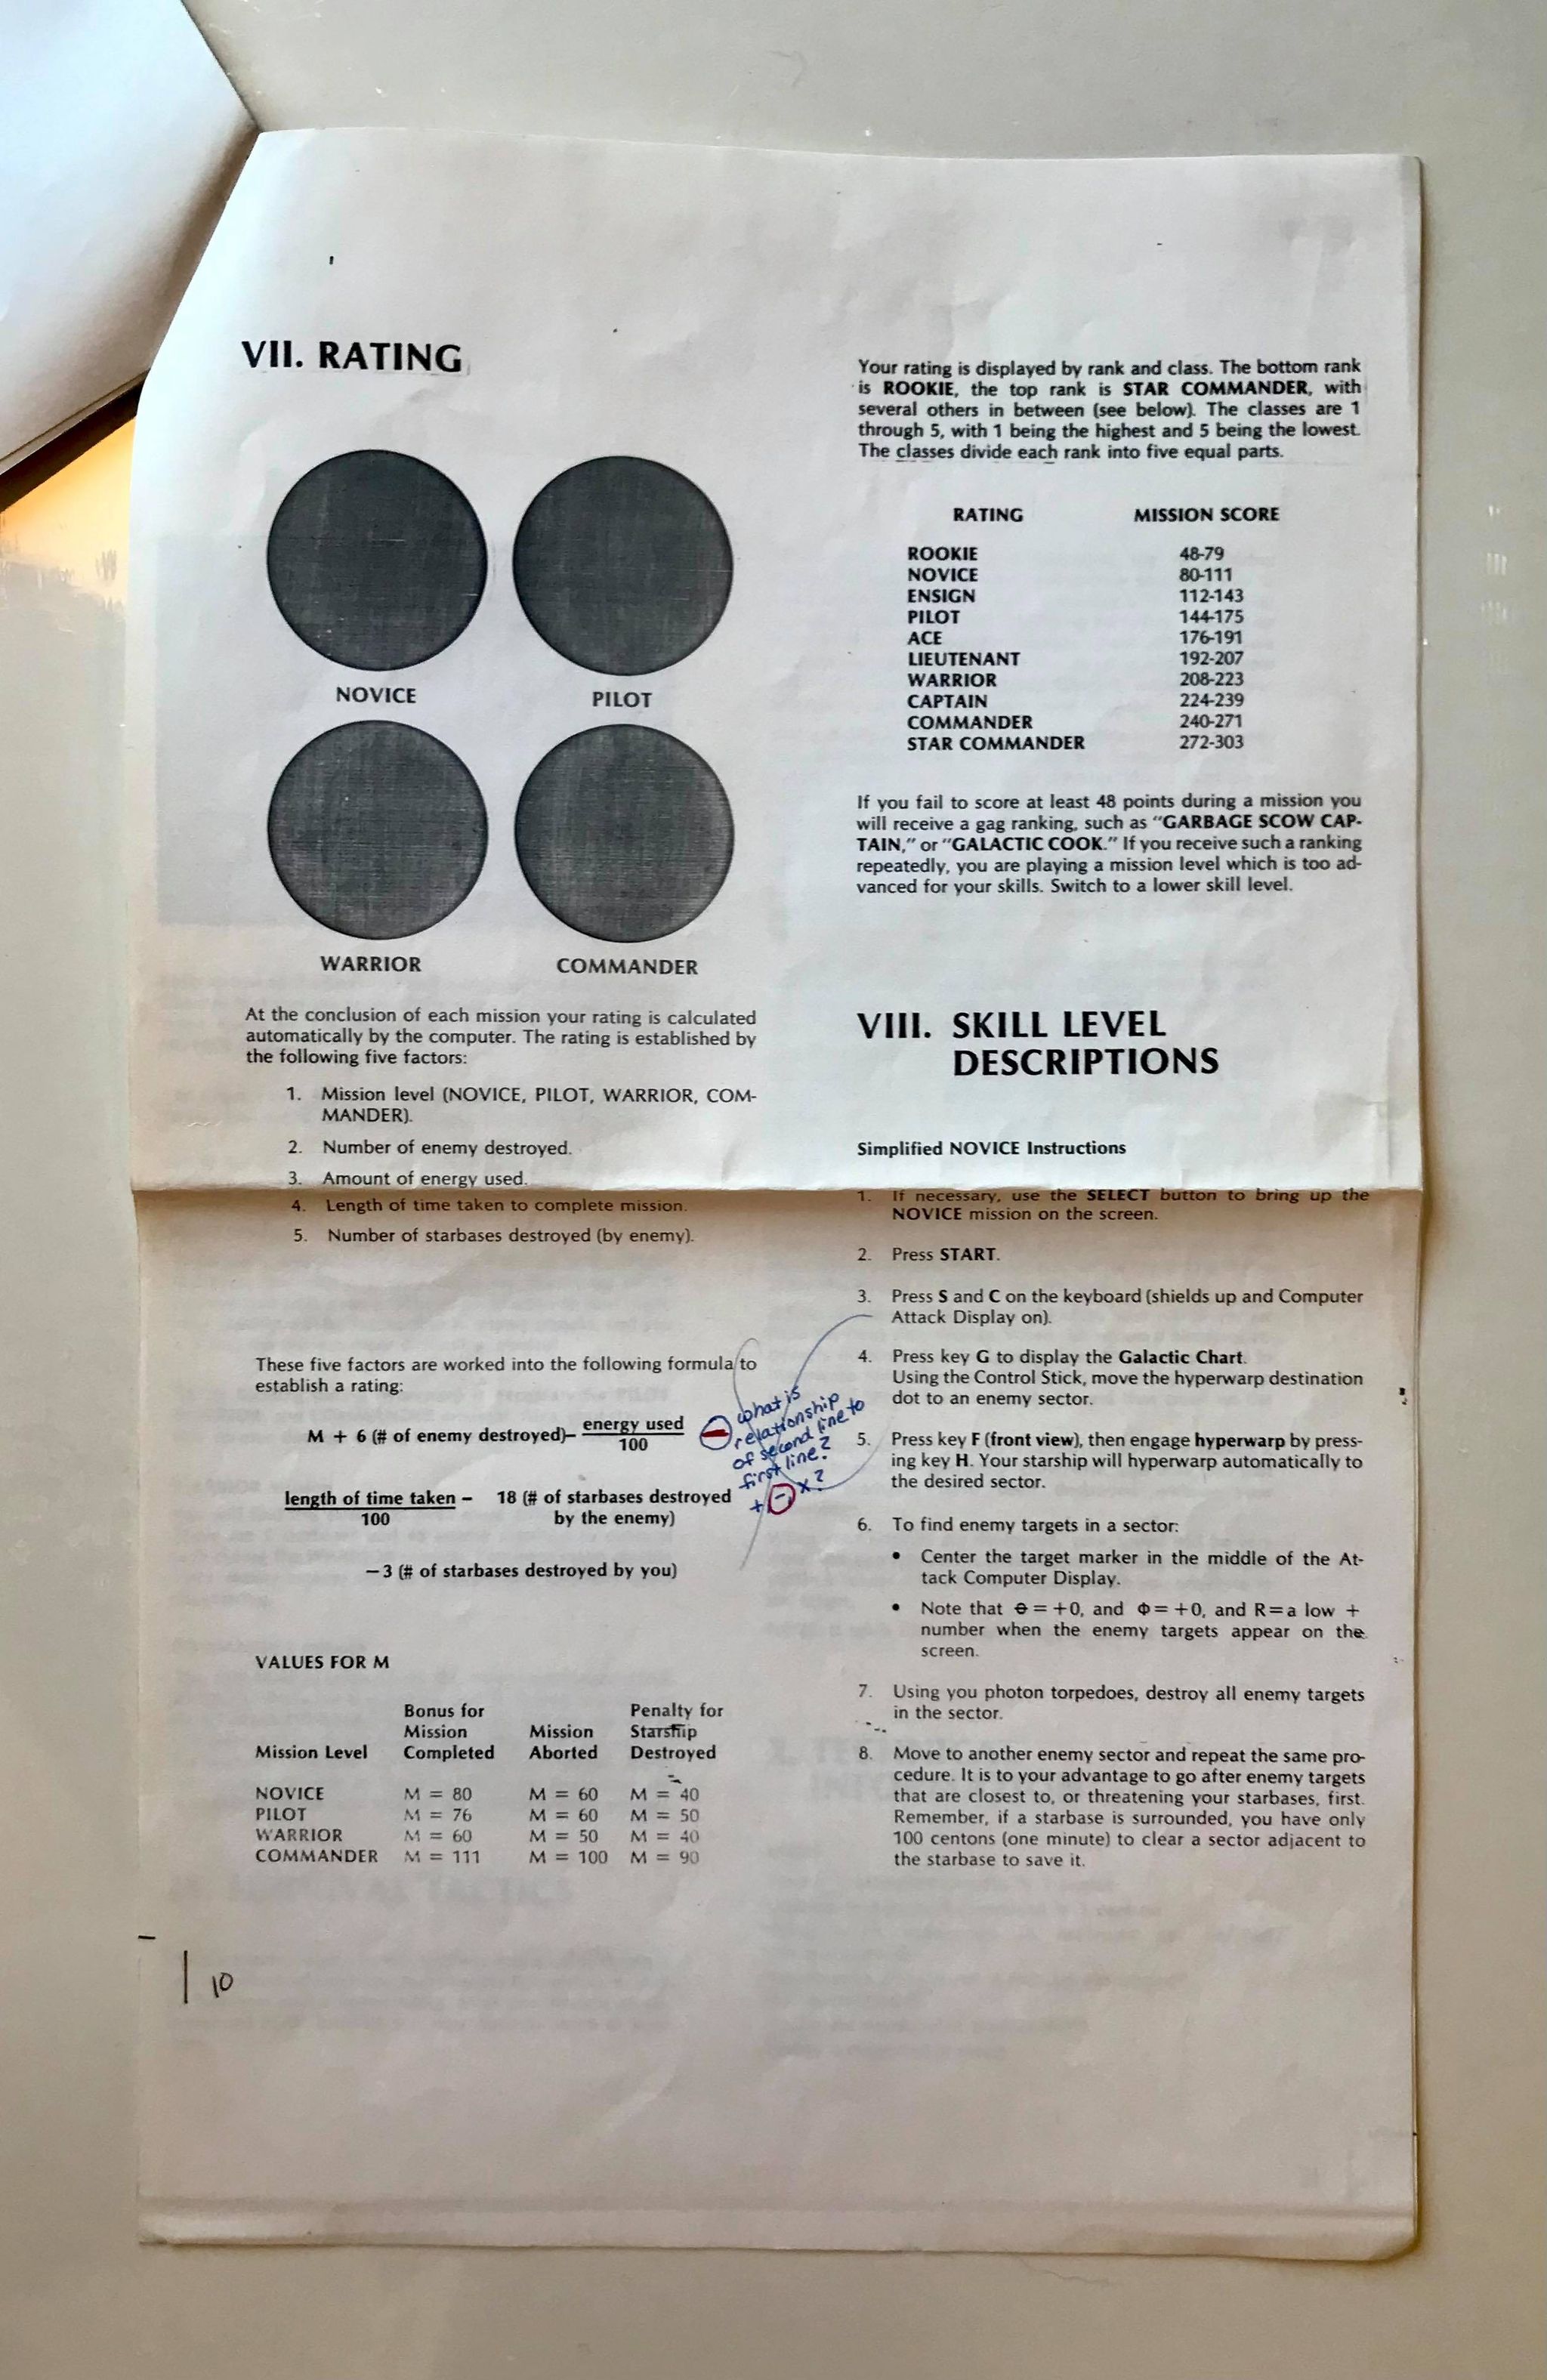 VII. RATING
NOVICE
PILOT
WARRIOR
COMMANDER
At the conclusion of each mission your rating is calculated
automatically by the computer. The rating is established by
the following five factors:
1. Mission level (NOVICE, PILOT, WARRIOR, COM-
MANDER).
2. Number of enemy destroyed.
3. Amount of energy used.
4. Length of time taken to complete mission.
5. Number of starbases destroyed (by enemy).
These five factors are worked into the following formula to
establish a rating:
M + 6 (# of enemy destroyed)– energy used
100
what is
relationship
of second line to
first line?
+ - x?
length of time taken – 18 (# of starbases destroyed
100 by the enemy)
–3 (# of starbases destroyed by you)
VALUES FOR M
Bonus for Penalty for
Mission Mission Starship
Mission Level Completed Aborted Destroyed
NOVICE M = 80 M = 60 M = 40
PILOT M = 76 M = 60 M = 50
WARRIOR M = 60 M = 50 M = 40
COMMANDER M = 111 M = 100 M = 90
10
Your rating is displayed by rank and class. The bottom rank
is ROOKIE, the top rank is STAR COMMANDER, with
several others in between (see below). The classes are 1
through 5, with 1 being the highest and 5 being the lowest.
The classes divide each rank into five equal parts.
RATING MISSION SCORE
ROOKIE 48-79
NOVICE 80-111
ENSIGN 112-143
PILOT 144-175
ACE 176-191
LIEUTENANT 192-207
WARRIOR 208-223
CAPTAIN 224-239
COMMANDER 240-271
STAR COMMANDER 272-303
If you fail to score at least 48 points during a mission you
will receive a gag ranking, such as “GARBAGE SCOW CAP-
TAIN,” or “GALACTIC COOK.” If you receive such a ranking
repeatedly, you are playing a mission level which is too ad-
vanced for your skills. Switch to a lower skill level.
VIII. SKILL LEVEL
DESCRIPTIONS
Simplified NOVICE Instructions
1. If necessary, use the SELECT button to bring up the
NOVICE mission on the screen.
2. Press START.
3. Press S and C on the keyboard (shields up and Computer
Attack Display on).
4. Press key G to display the Galactic Chart.
Using the Control Stick, move the hyperwarp destination
dot to an enemy sector.
5. Press key F (front view), then engage hyperwarp by press-
ing key H. Your starship will hyperwarp automatically to
the desired sector.
6. To find enemy targets in a sector:
• Center the target marker in the middle of the At-
tack Computer Display.
• Note that ɵ = +0, and Φ = +0, and R=a low +
number when the enemy targets appear on the
screen.
7. Using you photon torpedoes, destroy all enemy targets
in the sector.
8. Move to another enemy sector and repeat the same pro-
cedure. It is to your advantage to go after enemy targets
that are closest to, or threatening your starbases, first.
Remember, if a starbase is surrounded, you have only
100 centons (one minute) to clear a sector adjacent to
the starbase to save it.